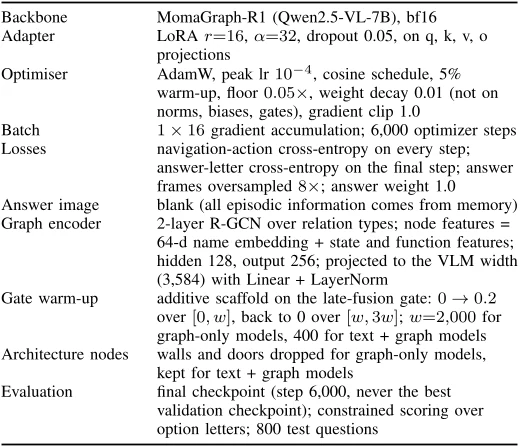 Backbone MomaGraph-R1 (Qwen2.5-VL-7B), bf16
Adapter LoRA r=16, α=32, dropout 0.05, on q, k, v, o
projections
Optimiser AdamW, peak lr 10⁻⁴, cosine schedule, 5%
warm-up, floor 0.05×, weight decay 0.01 (not on
norms, biases, gates), gradient clip 1.0
Batch 1 × 16 gradient accumulation; 6,000 optimizer steps
Losses navigation-action cross-entropy on every step;
answer-letter cross-entropy on the final step; answer
frames oversampled 8×; answer weight 1.0
Answer image blank (all episodic information comes from memory)
Graph encoder 2-layer R-GCN over relation types; node features =
64-d name embedding + state and function features;
hidden 128, output 256; projected to the VLM width
(3,584) with Linear + LayerNorm
Gate warm-up additive scaffold on the late-fusion gate: 0 → 0.2
over [0, w], back to 0 over [w, 3w]; w=2,000 for
graph-only models, 400 for text + graph models
Architecture nodes walls and doors dropped for graph-only models,
kept for text + graph models
Evaluation final checkpoint (step 6,000, never the best
validation checkpoint); constrained scoring over
option letters; 800 test questions